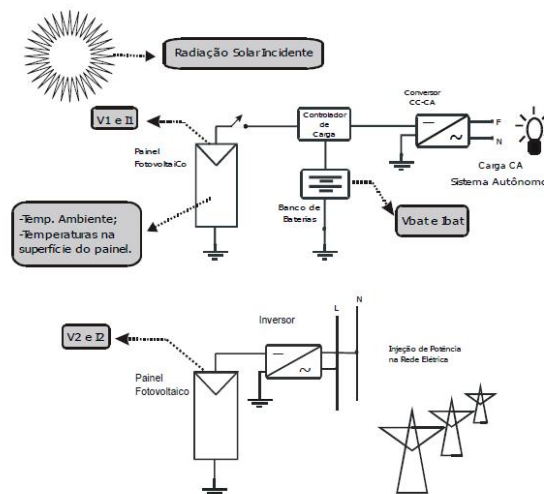 Radiação Solar Incidente
V1 e I1
Painel
FotovoltaiCo
Controlador
de
Carga
Conversor
CC-CA
F
N
Carga CA
Sistema Autônomo
-Temp. Ambiente;
-Temperaturas na
superfície do painel.
Banco de
Baterias
Vbat e Ibat
V2 e I2
Painel
Fotovoltaico
Inversor
L
N
Injeção de Potência
na Rede Elétrica